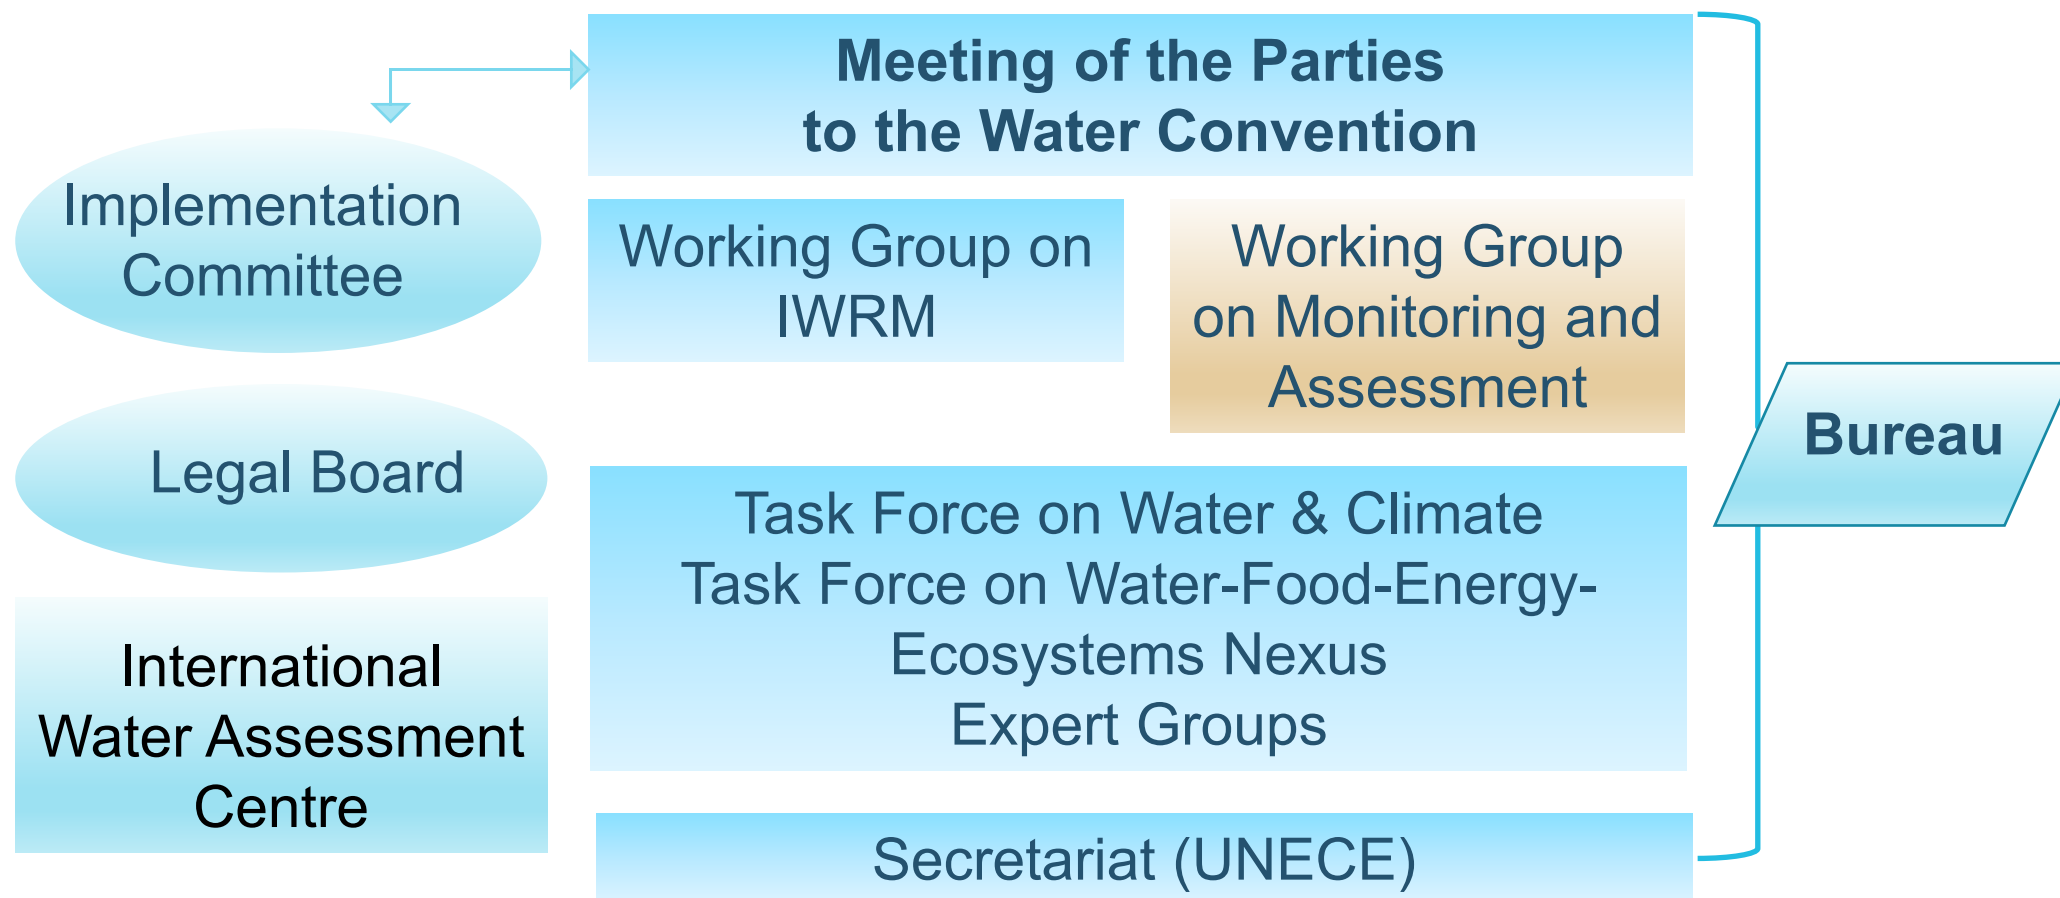 Meeting of the Parties
to the Water Convention
Implementation
Committee
Working Group on
IWRM
Working Group
on Monitoring and
Assessment
Bureau
Legal Board
Task Force on Water & Climate
Task Force on Water-Food-Energy-
Ecosystems Nexus
Expert Groups
International
Water Assessment
Centre
Secretariat (UNECE)